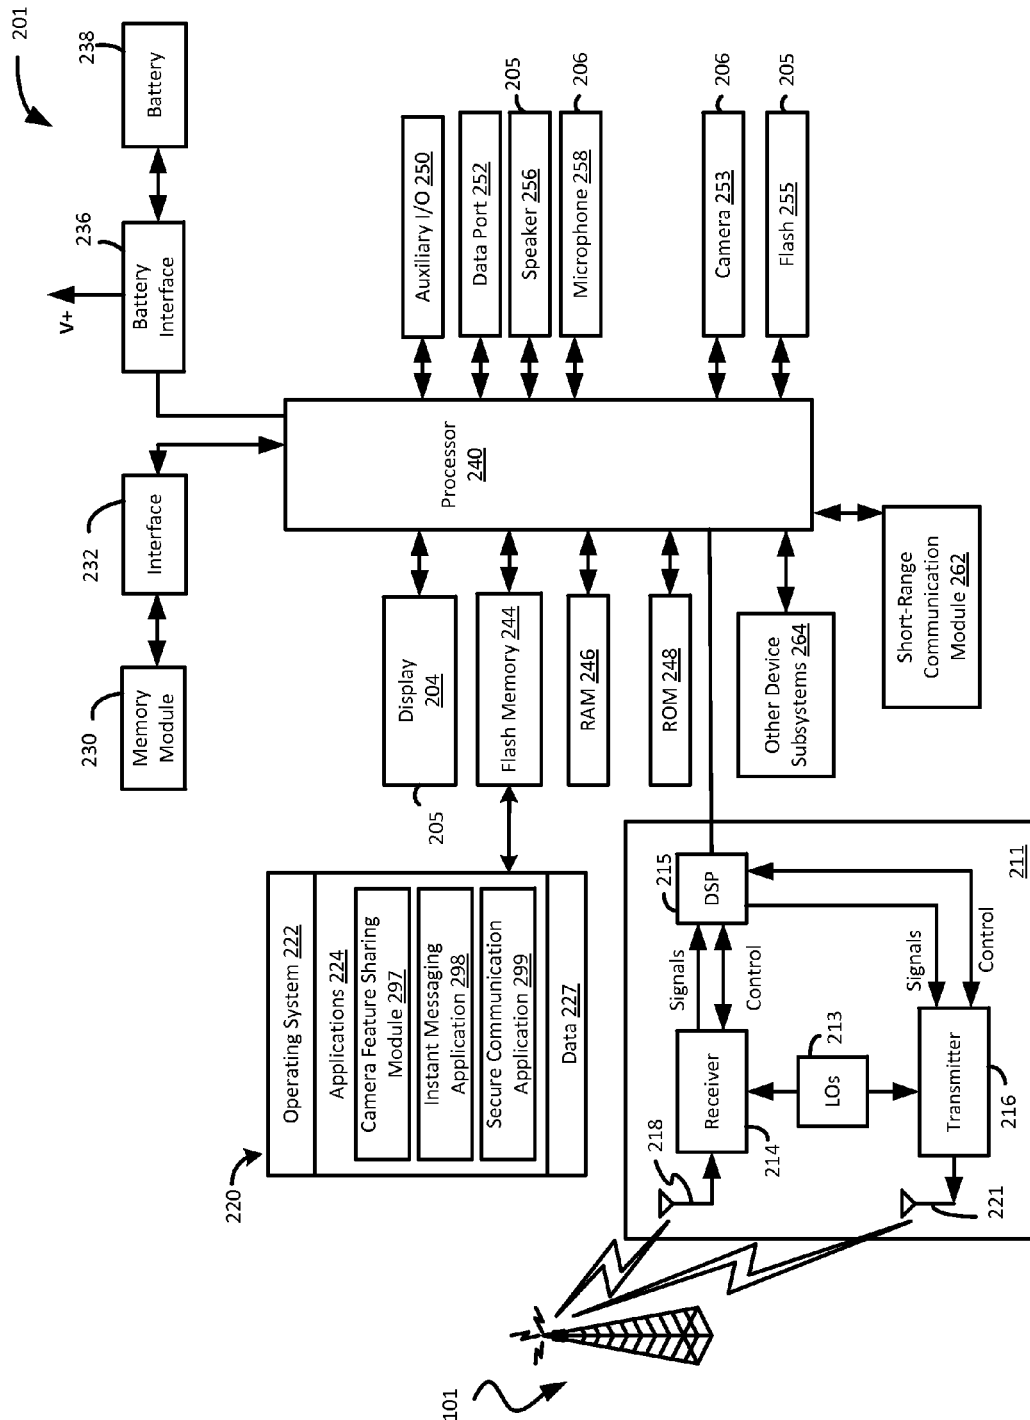 201
Memory
Module
230
Interface
232
Battery
Interface
236
V+
Battery
238
220
Operating System 222
Applications 224
Camera Feature Sharing
Module 297
Instant Messaging
Application 298
Secure Communication
Application 299
Data 227
Display
204
205
Flash Memory 244
RAM 246
ROM 248
Other Device
Subsystems 264
Short-Range
Communication
Module 262
Processor
240
Auxiliary I/O 250
Data Port 252
Speaker 256
205
Microphone 258
206
Camera 253
206
Flash 255
205
101
218
Receiver
214
Signals
Control
DSP
215
LOs
213
Transmitter
216
Signals
Control
221
211